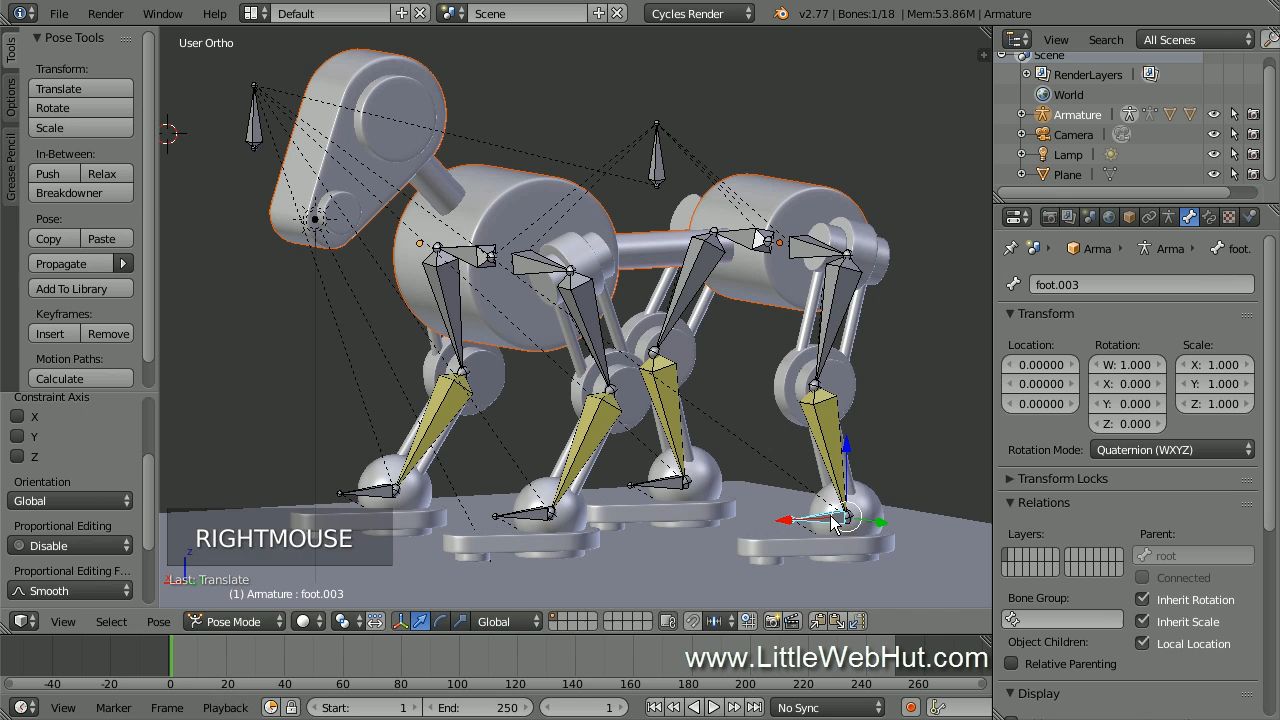 File Render Window Help Default Scene Cycles Render v2.77 | Bones:1/18 | Mem:53.86M | Armature
Tools
Options
Grease Pencil
Pose Tools
Transform:
Translate
Rotate
Scale
In-Between:
Push Relax
Breakdowner
Pose:
Copy Paste
Propagate
Add To Library
Keyframes:
Insert Remove
Motion Paths:
Calculate
Constraint Axis
X
Y
Z
Orientation
Global
Proportional Editing
Disable
Proportional Editing F...
Smooth
User Ortho
RIGHTMOUSE
Last: Translate
z
(1) Armature : foot.003
View Select Pose Pose Mode Global
www.LittleWebHut.com
-40 -20 0 20 40 60 80 100 120 140 160 180 200 220 240 260
View Marker Frame Playback Start: 1 End: 250 1 No Sync
View Search All Scenes
Scene
RenderLayers
World
Armature
Camera
Lamp
Plane
Arma Arma foot.
foot.003
Transform
Location: Rotation: Scale:
0.00000 W: 1.000 X: 1.000
0.00000 X: 0.000 Y: 1.000
0.00000 Y: 0.000 Z: 1.000
Z: 0.000
Rotation Mode: Quaternion (WXYZ)
Transform Locks
Relations
Layers: Parent:
root
Connected
Bone Group: Inherit Rotation
Inherit Scale
Object Children: Local Location
Relative Parenting
Display